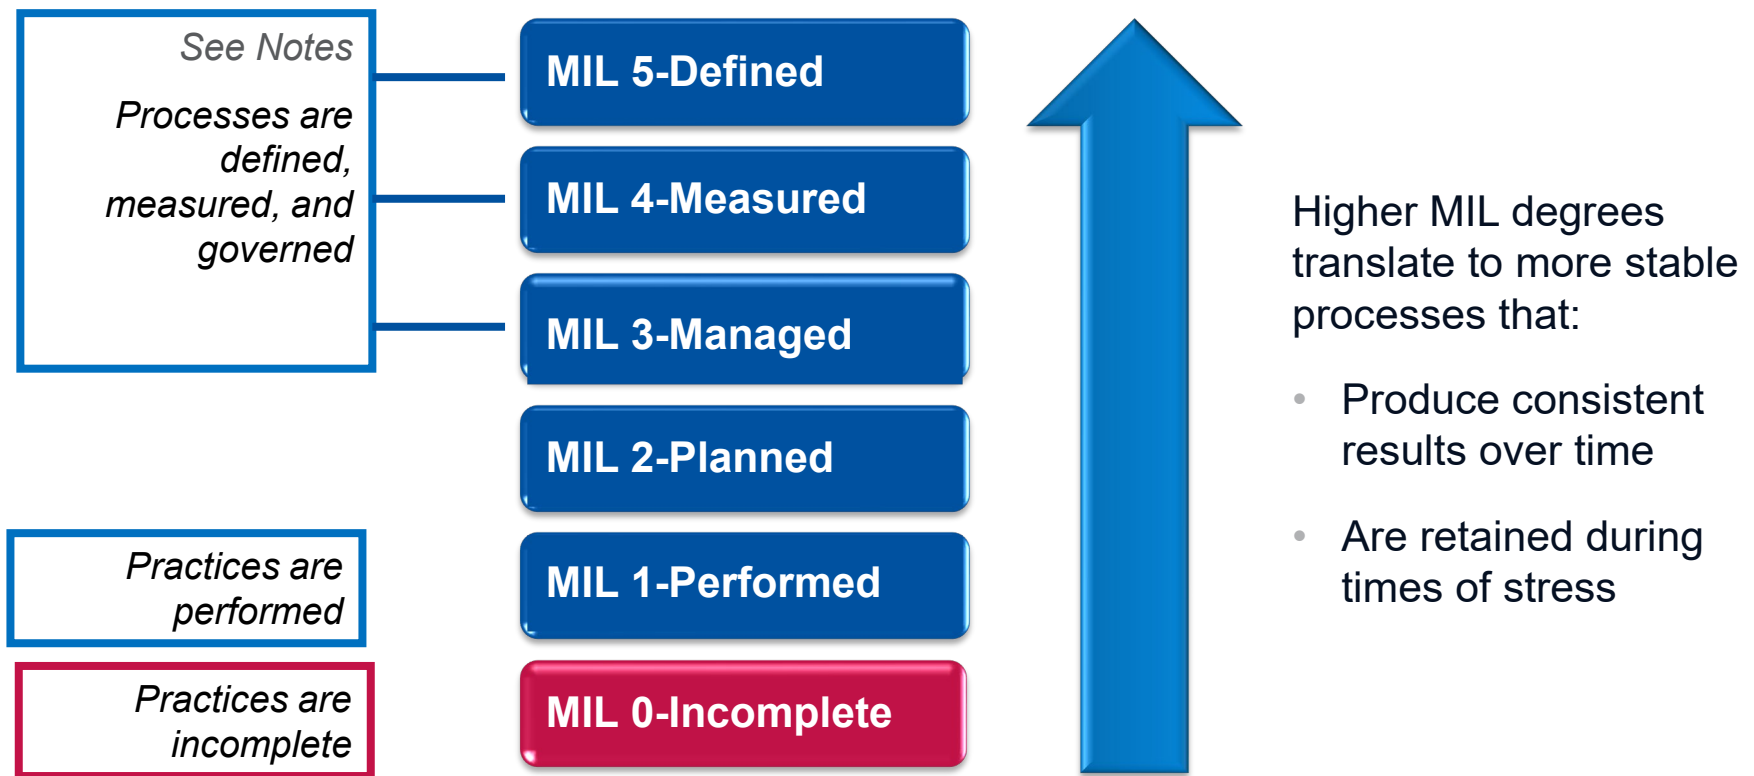 See Notes
Processes are
defined,
measured, and
governed
MIL 5-Defined
MIL 4-Measured
MIL 3-Managed
MIL 2-Planned
Practices are
performed
MIL 1-Performed
Practices are
incomplete
MIL 0-Incomplete
Higher MIL degrees
translate to more stable
processes that:
• Produce consistent
results over time
• Are retained during
times of stress